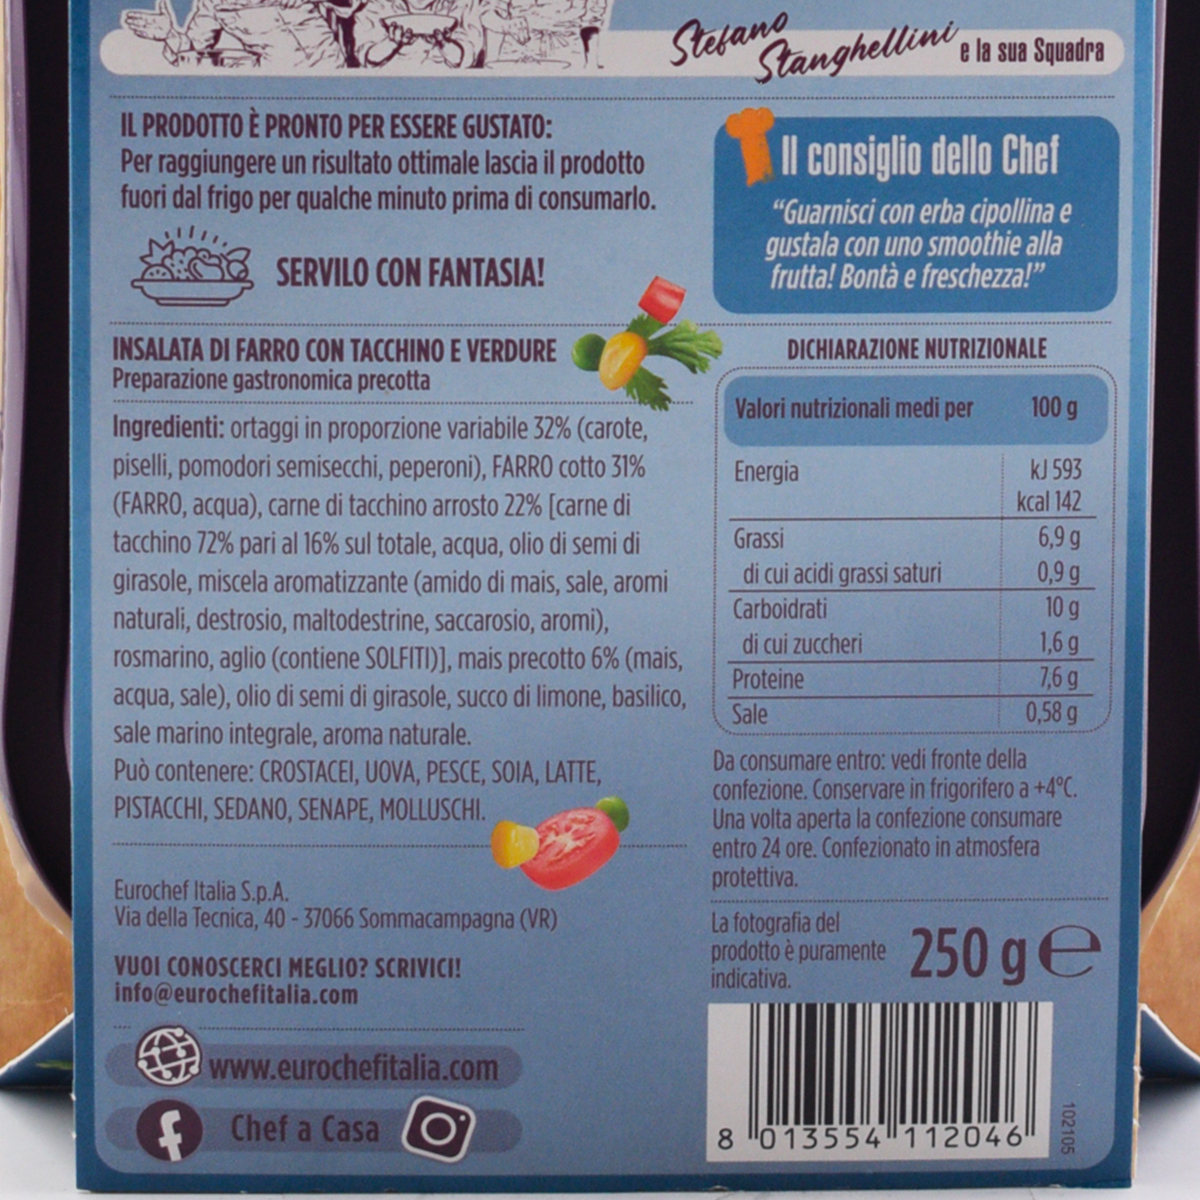 Stefano Stanghellini e la sua Squadra
IL PRODOTTO È PRONTO PER ESSERE GUSTATO:
Per raggiungere un risultato ottimale lascia il prodotto
fuori dal frigo per qualche minuto prima di consumarlo.
SERVILO CON FANTASIA!
Il consiglio dello Chef
“Guarnisci con erba cipollina e
gustala con uno smoothie alla
frutta! Bontà e freschezza!”
INSALATA DI FARRO CON TACCHINO E VERDURE
Preparazione gastronomica precotta
Ingredienti: ortaggi in proporzione variabile 32% (carote,
piselli, pomodori semisecchi, peperoni), FARRO cotto 31%
(FARRO, acqua), carne di tacchino arrosto 22% [carne di
tacchino 72% pari al 16% sul totale, acqua, olio di semi di
girasole, miscela aromatizzante (amido di mais, sale, aromi
naturali, destrosio, maltodestrine, saccarosio, aromi),
rosmarino, aglio (contiene SOLFITI)], mais precotto 6% (mais,
acqua, sale), olio di semi di girasole, succo di limone, basilico,
sale marino integrale, aroma naturale.
Può contenere: CROSTACEI, UOVA, PESCE, SOIA, LATTE,
PISTACCHI, SEDANO, SENAPE, MOLLUSCHI.
Eurochef Italia S.p.A.
Via della Tecnica, 40 - 37066 Sommacampagna (VR)
VUOI CONOSCERCI MEGLIO? SCRIVICI!
info@eurochefitalia.com
www.eurochefitalia.com
Chef a Casa
DICHIARAZIONE NUTRIZIONALE
Valori nutrizionali medi per 100 g
Energia kJ 593
kcal 142
Grassi 6,9 g
di cui acidi grassi saturi 0,9 g
Carboidrati 10 g
di cui zuccheri 1,6 g
Proteine 7,6 g
Sale 0,58 g
Da consumare entro: vedi fronte della
confezione. Conservare in frigorifero a +4°C.
Una volta aperta la confezione consumare
entro 24 ore. Confezionato in atmosfera
protettiva.
La fotografia del
prodotto è puramente
indicativa.
250 g e
8 013554 112046
102105